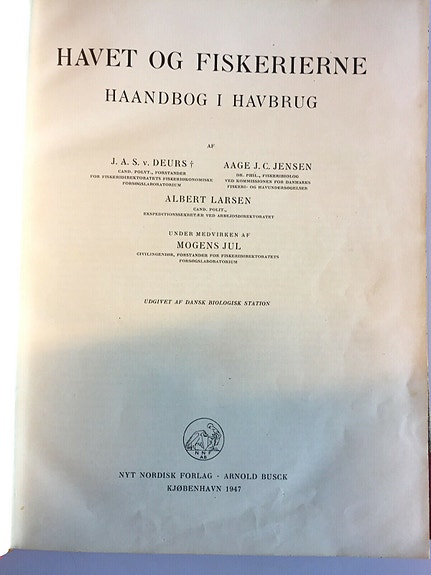 HAVET OG FISKERIERNE
HAANDBOG I HAVBRUG
AF
J. A. S. v. DEURS †
CAND. POLYT., FORSTANDER
FOR FISKERIDIREKTORATETS FISKERIØKONOMISKE
FORSØGSLABORATORIUM
AAGE J. C. JENSEN
DR. PHIL., FISKERIBIOLOG
VED KOMMISSIONEN FOR DANMARKS
FISKERI- OG HAVUNDERSØGELSER
ALBERT LARSEN
CAND. POLIT.,
EKSPEDITIONSSEKRETÆR VED ARBEJDSDIREKTORATET
UNDER MEDVIRKEN AF
MOGENS JUL
CIVILINGENIØR, FORSTANDER FOR FISKERIDIREKTORATETS
FORSØGSLABORATORIUM
UDGIVET AF DANSK BIOLOGISK STATION
NNF
AB
NYT NORDISK FORLAG · ARNOLD BUSCK
KJØBENHAVN 1947